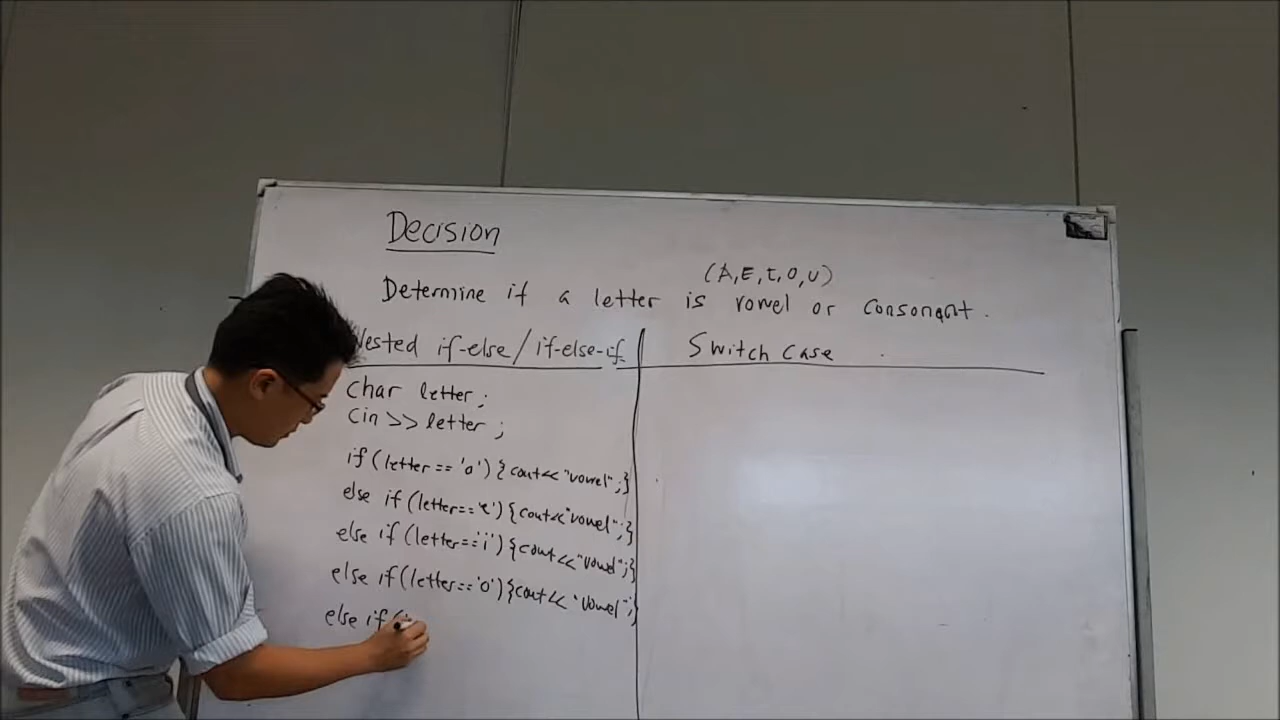 Decision
(A,E,I,O,U)
Determine if a letter is vowel or consonant.
Nested if-else/if-else-if
Switch Case
char letter;
cin >> letter ;
if (letter == 'a') {cout<<"vowel";}
else if (letter=='e') {cout<<"vowel";}
else if (letter=='i') {cout<<"vowel";}
else if (letter=='o') {cout<<"vowel";}
else if (